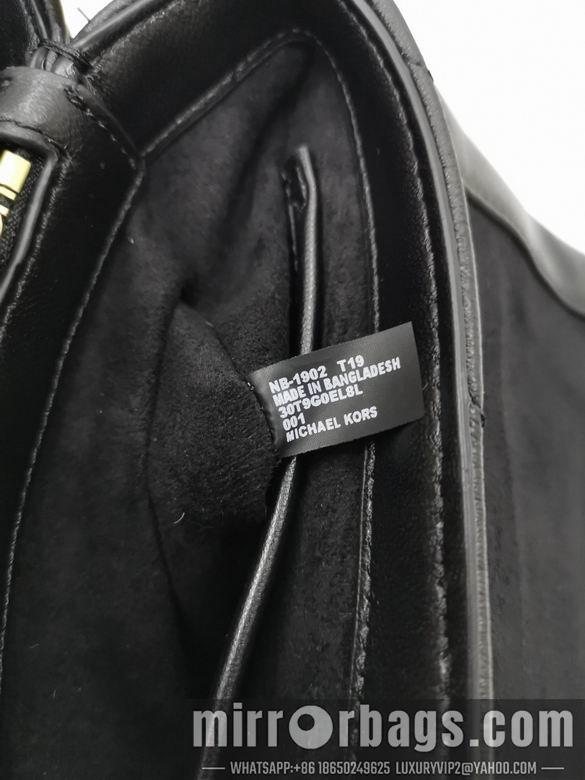 NB-1902 T19
MADE IN BANGLADESH
30T9G0EL8L
001
MICHAEL KORS
mirrorbags.com
WHATSAPP:+86 18650249625 LUXURYVIP2@YAHOO.COM